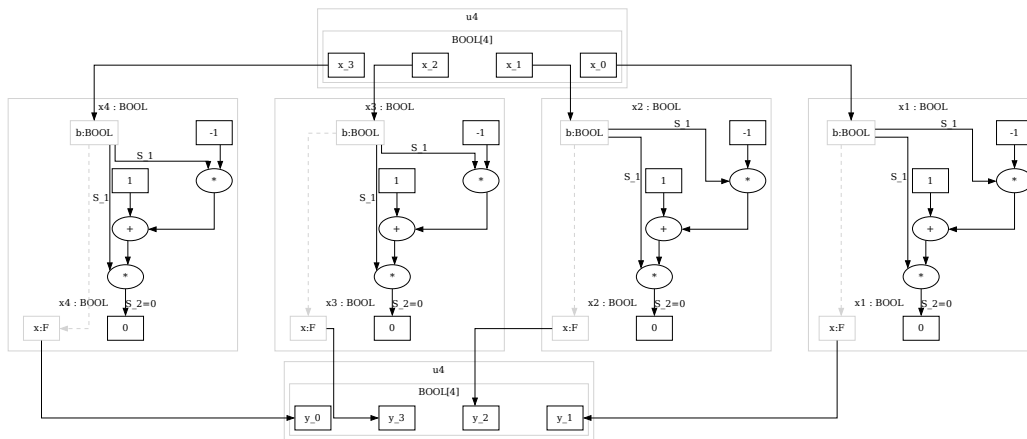 u4
BOOL[4]
x_3
x_2
x_1
x_0
x4 : BOOL
b:BOOL
-1
S_1
1
*
S_1
+
*
x4 : BOOL
S_2=0
x:F
0
x3 : BOOL
b:BOOL
-1
S_1
1
*
S_1
+
*
x3 : BOOL
S_2=0
x:F
0
x2 : BOOL
b:BOOL
S_1
-1
S_1
1
*
+
*
x2 : BOOL
S_2=0
x:F
0
x1 : BOOL
b:BOOL
S_1
-1
S_1
1
*
+
*
x1 : BOOL
S_2=0
x:F
0
u4
BOOL[4]
y_0
y_3
y_2
y_1